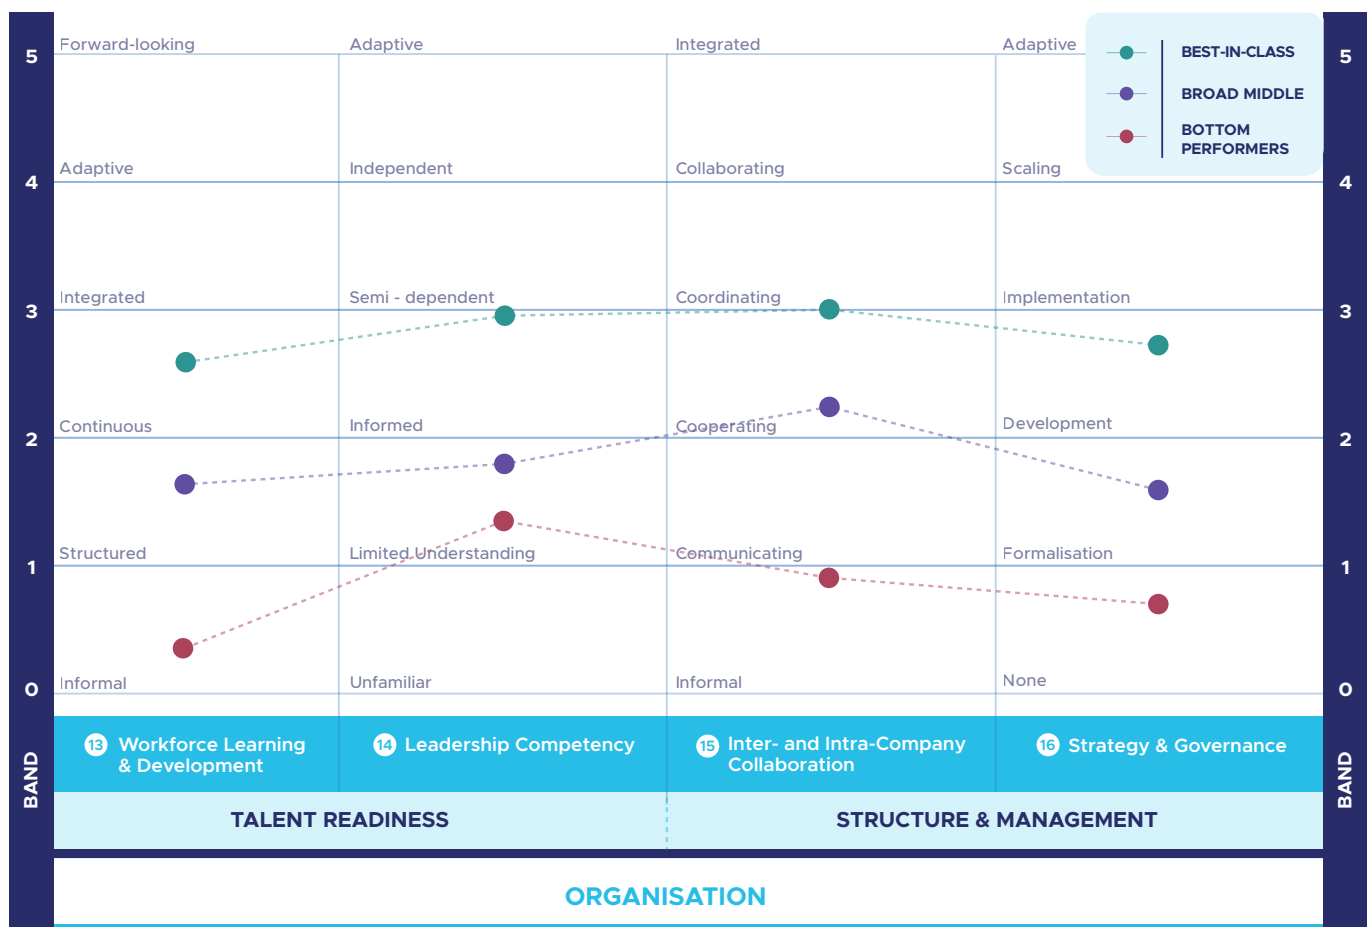 5
Forward-looking
Adaptive
Integrated
Adaptive
5
BEST-IN-CLASS
BROAD MIDDLE
BOTTOM
PERFORMERS
4
Adaptive
Independent
Collaborating
Scaling
4
3
Integrated
Semi - dependent
Coordinating
Implementation
3
2
Continuous
Informed
Cooperating
Development
2
1
Structured
Limited Understanding
Communicating
Formalisation
1
0
Informal
Unfamiliar
Informal
None
0
BAND
13 Workforce Learning
& Development
14 Leadership Competency
15 Inter- and Intra-Company
Collaboration
16 Strategy & Governance
BAND
TALENT READINESS
STRUCTURE & MANAGEMENT
ORGANISATION